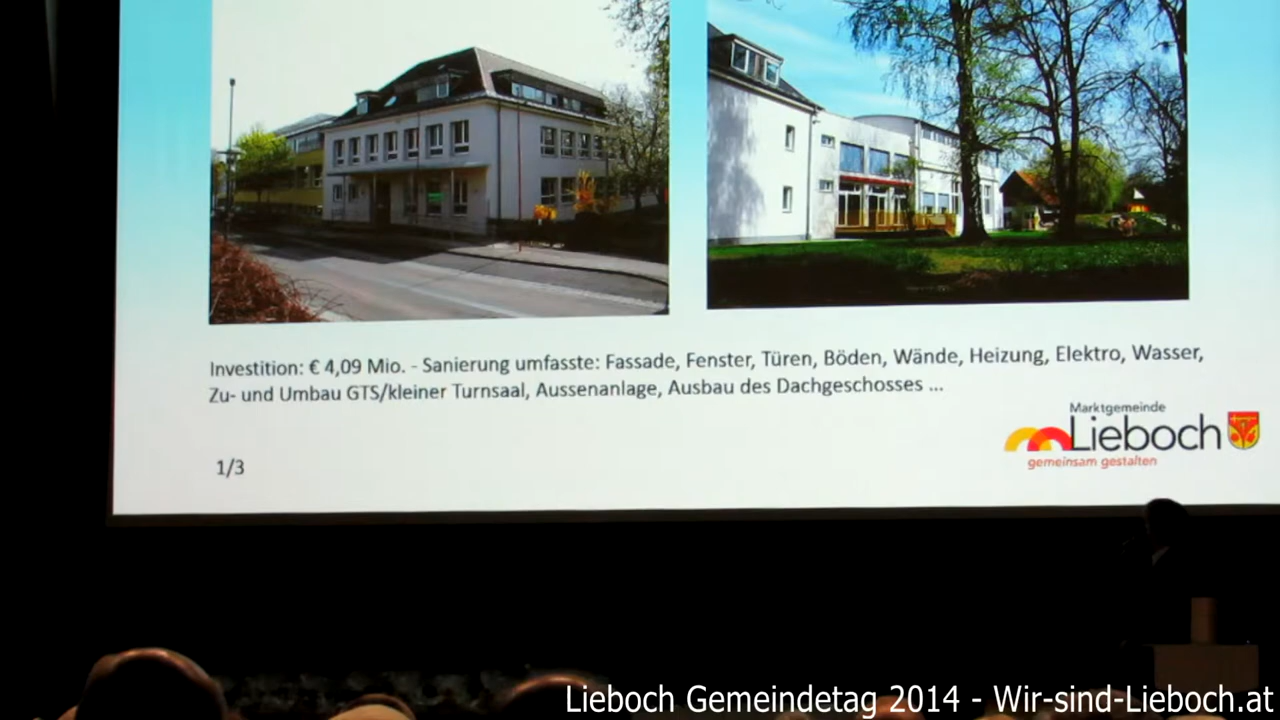 Investition: € 4,09 Mio. - Sanierung umfasste: Fassade, Fenster, Türen, Böden, Wände, Heizung, Elektro, Wasser,
Zu- und Umbau GTS/kleiner Turnsaal, Aussenanlage, Ausbau des Dachgeschosses ...
Marktgemeinde
Lieboch
gemeinsam gestalten
1/3
Lieboch Gemeindetag 2014 - Wir-sind-Lieboch.at